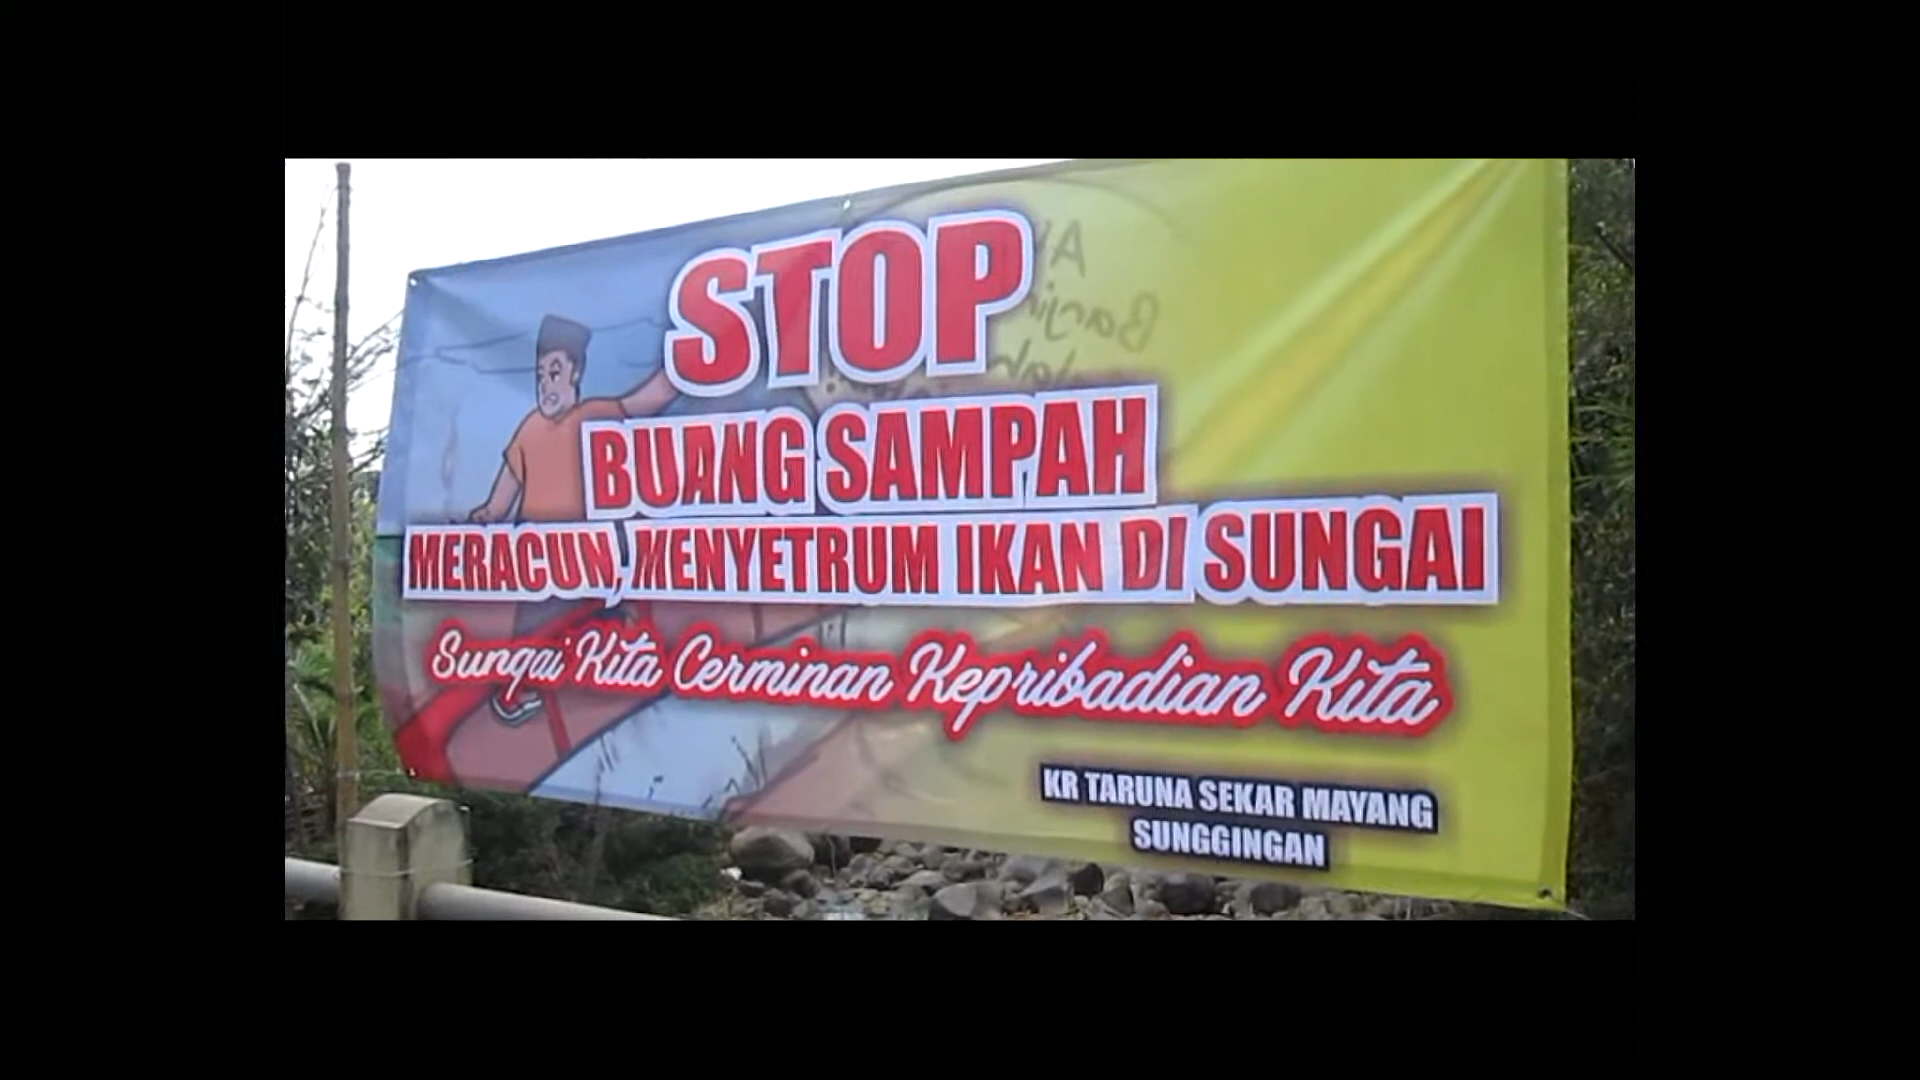 STOP
BUANG SAMPAH
MERACUN, MENYETRUM IKAN DI SUNGAI
Sungai Kita Cerminan Kepribadian Kita
KR TARUNA SEKAR MAYANG
SUNGGINGAN